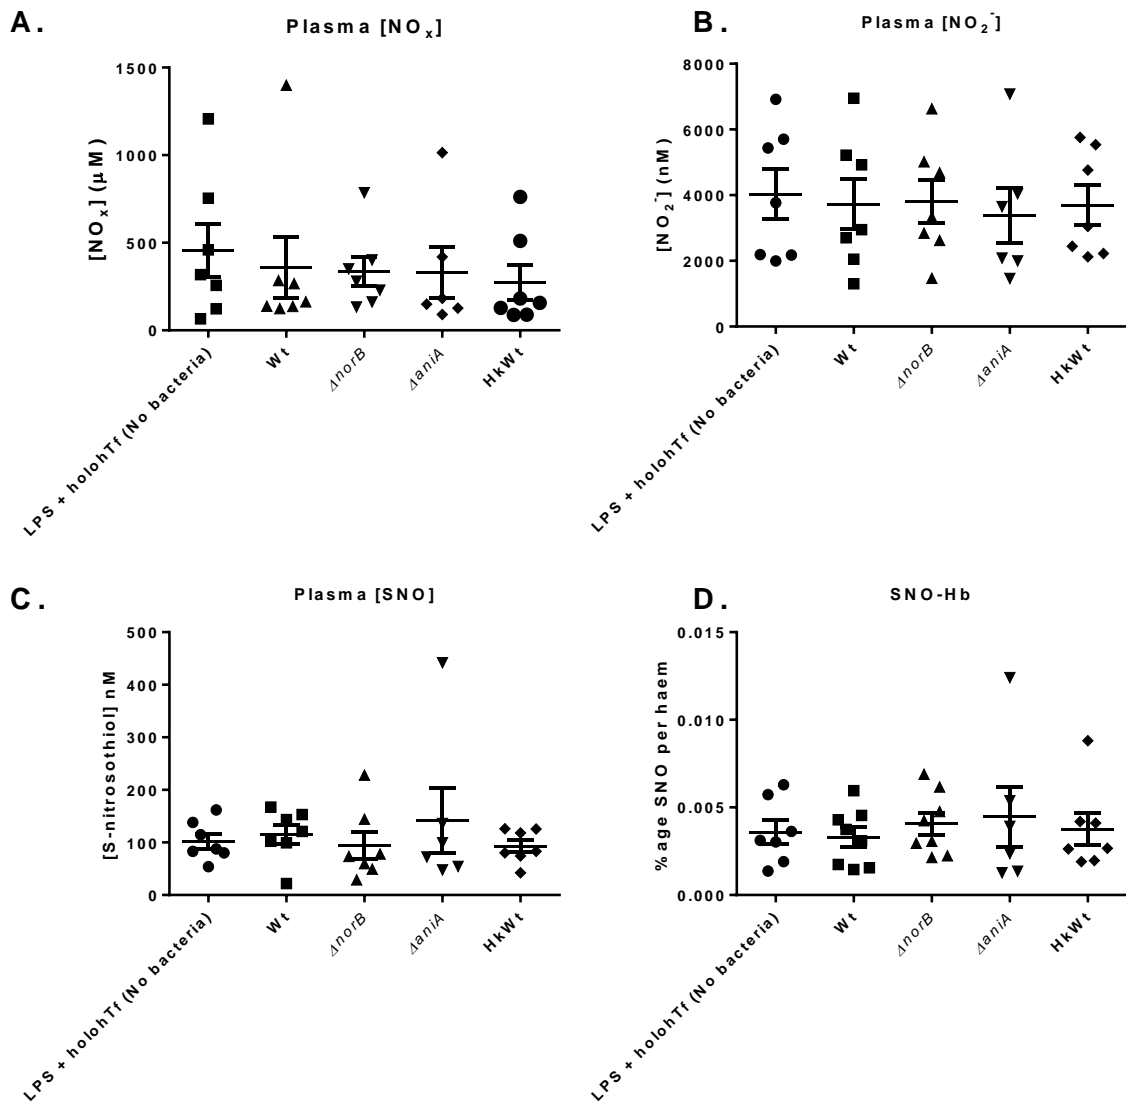 A.
Plasma [NOx]
[NOx] (μM)
1500
1000
500
0
LPS + holohTf (No bacteria)
Wt
ΔnorB
ΔaniA
HkWt
B.
Plasma [NO2-]
[NO2-] (nM)
8000
6000
4000
2000
0
LPS + holohTf (No bacteria)
Wt
ΔnorB
ΔaniA
HkWt
C.
Plasma [SNO]
[S-nitrosothiol] nM
500
400
300
200
100
0
LPS + holohTf (No bacteria)
Wt
ΔnorB
ΔaniA
HkWt
D.
SNO-Hb
%age SNO per haem
0.015
0.010
0.005
0.000
LPS + holohTf (No bacteria)
Wt
ΔnorB
ΔaniA
HkWt